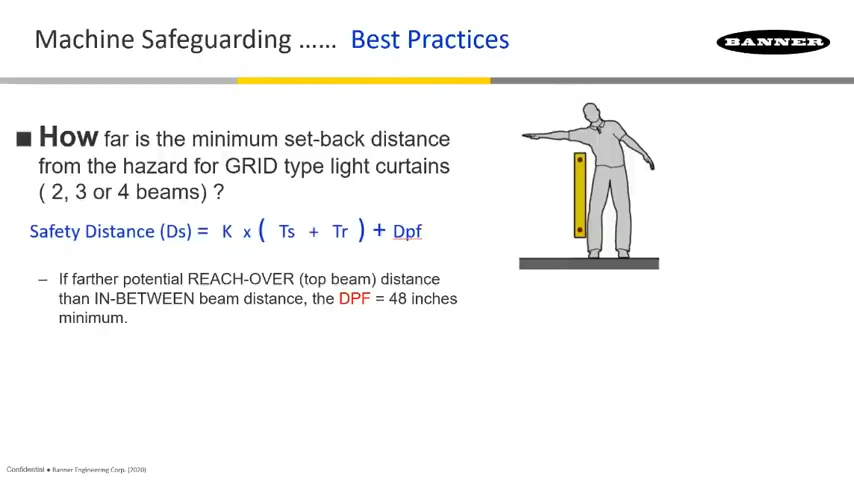 Machine Safeguarding …… Best Practices
BANNER
■ How far is the minimum set-back distance
from the hazard for GRID type light curtains
( 2, 3 or 4 beams) ?
Safety Distance (Ds) = K x ( Ts + Tr ) + Dpf
– If farther potential REACH-OVER (top beam) distance
than IN-BETWEEN beam distance, the DPF = 48 inches
minimum.
Confidential ● Banner Engineering Corp. (2020)